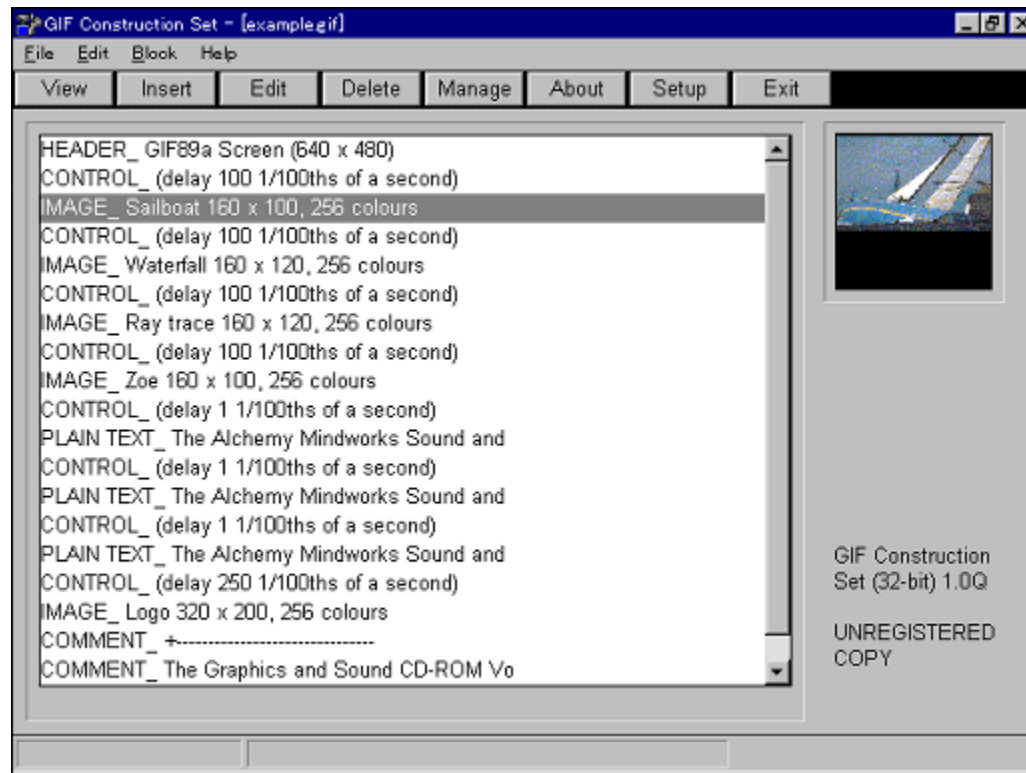 GIF Construction Set - [example.gif]
File Edit Block Help
View Insert Edit Delete Manage About Setup Exit
HEADER_ GIF89a Screen (640 x 480)
CONTROL_ (delay 100 1/100ths of a second)
IMAGE_ Sailboat 160 x 100, 256 colours
CONTROL_ (delay 100 1/100ths of a second)
IMAGE_ Waterfall 160 x 120, 256 colours
CONTROL_ (delay 100 1/100ths of a second)
IMAGE_ Ray trace 160 x 120, 256 colours
CONTROL_ (delay 100 1/100ths of a second)
IMAGE_ Zoe 160 x 100, 256 colours
CONTROL_ (delay 1 1/100ths of a second)
PLAIN TEXT_ The Alchemy Mindworks Sound and
CONTROL_ (delay 1 1/100ths of a second)
PLAIN TEXT_ The Alchemy Mindworks Sound and
CONTROL_ (delay 1 1/100ths of a second)
PLAIN TEXT_ The Alchemy Mindworks Sound and
CONTROL_ (delay 250 1/100ths of a second)
IMAGE_ Logo 320 x 200, 256 colours
COMMENT_ +--------------------------------
COMMENT_ The Graphics and Sound CD-ROM Vo
GIF Construction
Set (32-bit) 1.0Q
UNREGISTERED
COPY